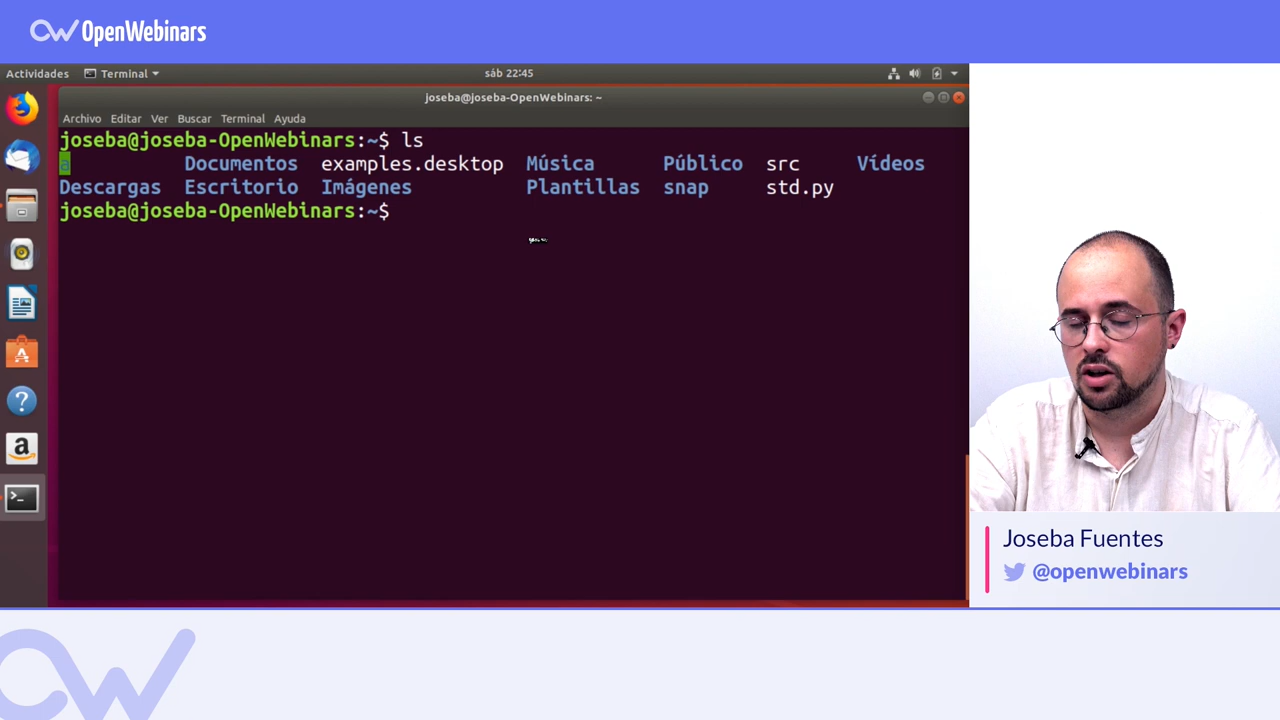 OpenWebinars
Actividades Terminal sáb 22:45
joseba@joseba-OpenWebinars: ~
Archivo Editar Ver Buscar Terminal Ayuda
joseba@joseba-OpenWebinars:~$ ls
a Documentos examples.desktop Música Público src Vídeos
Descargas Escritorio Imágenes Plantillas snap std.py
joseba@joseba-OpenWebinars:~$
Joseba Fuentes
@openwebinars